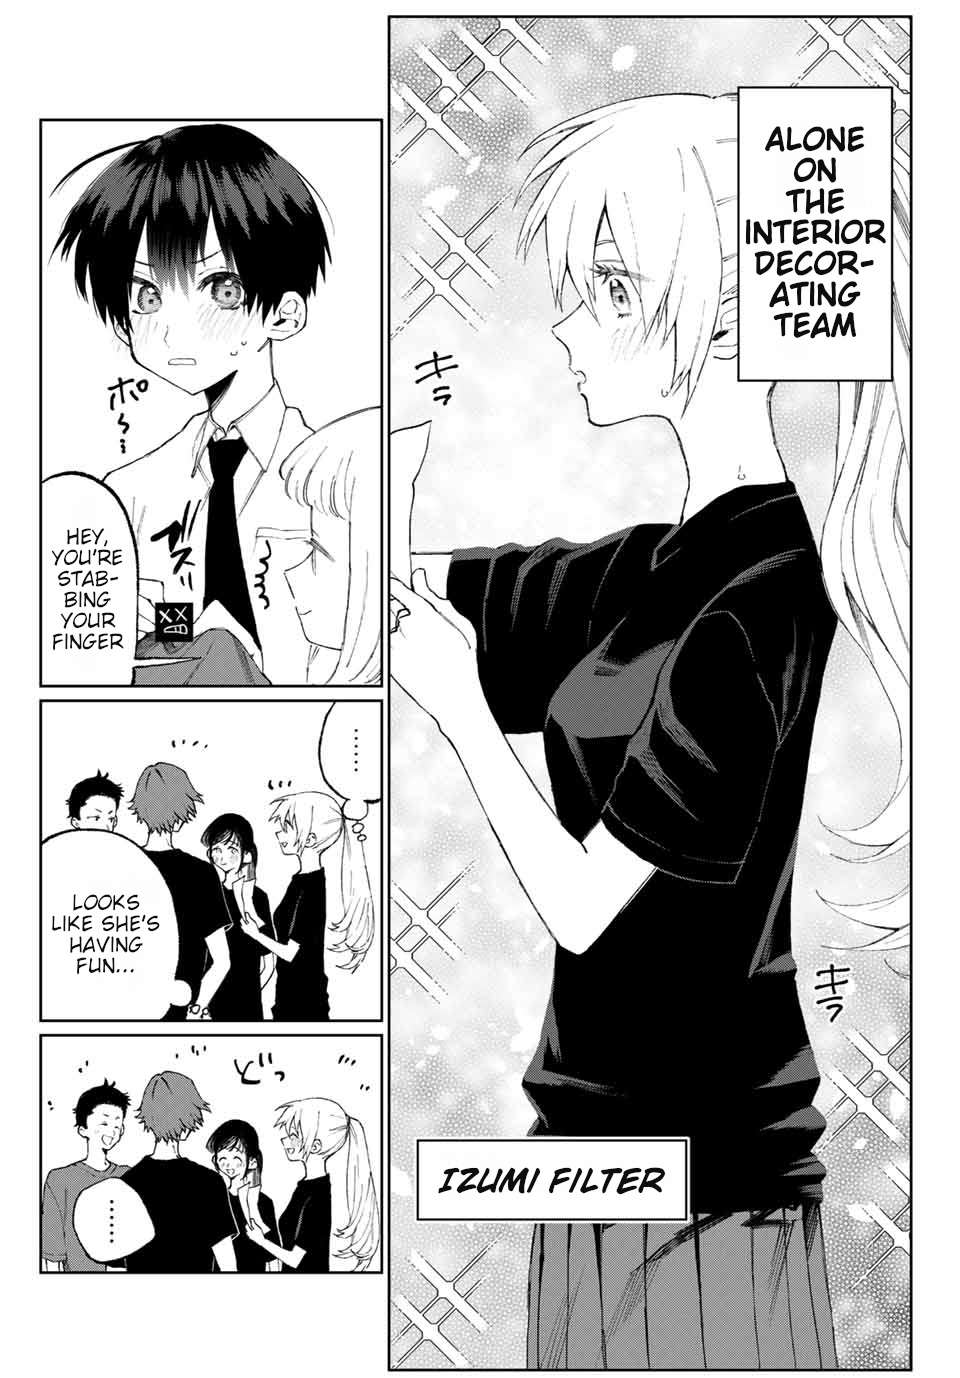 ALONE
ON
THE
INTERIOR
DECOR-
ATING
TEAM
キラ
キラ
IZUMI FILTER
ポ〜…
ブスッ
HEY,
YOU'RE
STAB-
BING
YOUR
FINGER
........
LOOKS
LIKE SHE'S
HAVING
FUN...
どっ
........